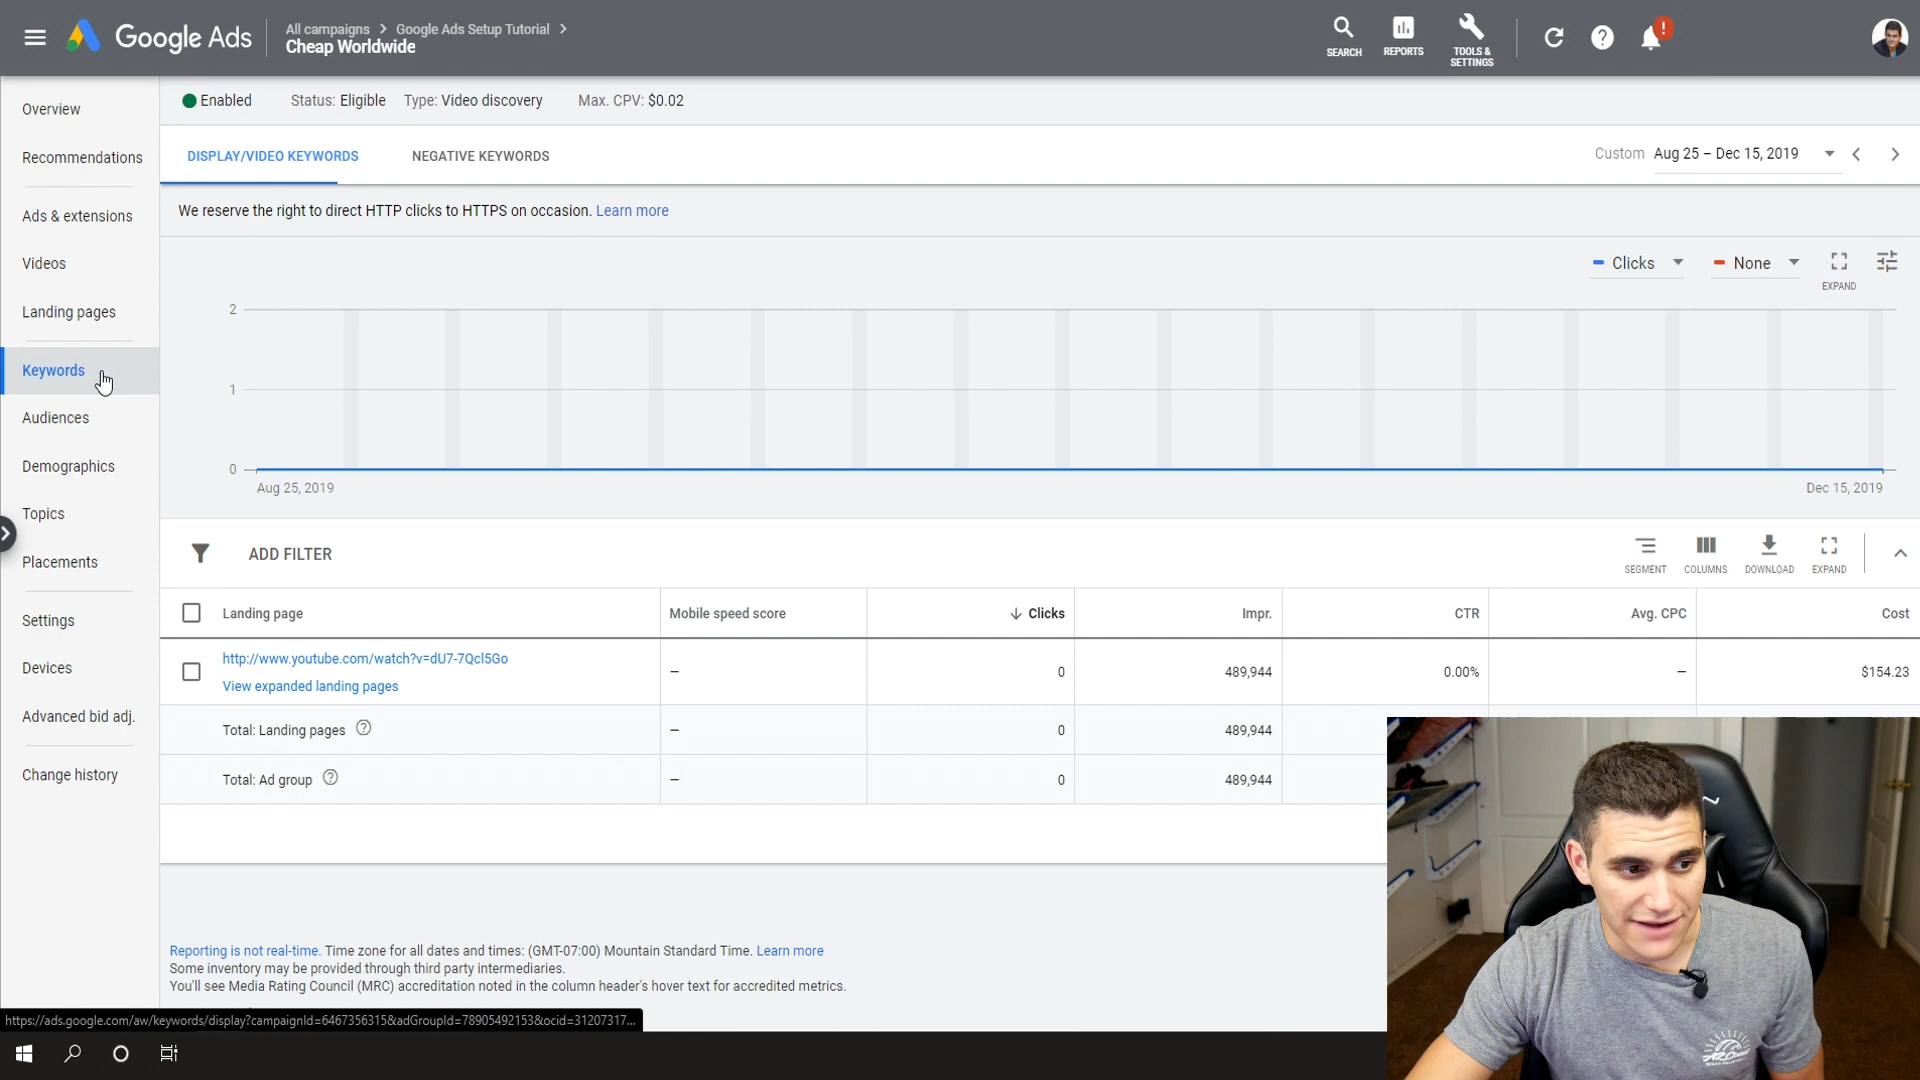 Google Ads
All campaigns > Google Ads Setup Tutorial >
Cheap Worldwide
SEARCH
REPORTS
TOOLS &
SETTINGS
!
Overview
Recommendations
Ads & extensions
Videos
Landing pages
Keywords
Audiences
Demographics
Topics
Placements
Settings
Devices
Advanced bid adj.
Change history
Enabled Status: Eligible Type: Video discovery Max. CPV: $0.02
DISPLAY/VIDEO KEYWORDS NEGATIVE KEYWORDS
Custom Aug 25 – Dec 15, 2019
We reserve the right to direct HTTP clicks to HTTPS on occasion. Learn more
Clicks None
EXPAND
2
1
0
Aug 25, 2019 Dec 15, 2019
ADD FILTER
SEGMENT COLUMNS DOWNLOAD EXPAND
Landing page Mobile speed score Clicks Impr. CTR Avg. CPC Cost
http://www.youtube.com/watch?v=dU7-7Qcl5Go – 0 489,944 0.00% – $154.23
View expanded landing pages
Total: Landing pages – 0 489,944
Total: Ad group – 0 489,944
Reporting is not real-time. Time zone for all dates and times: (GMT-07:00) Mountain Standard Time. Learn more
Some inventory may be provided through third party intermediaries.
You'll see Media Rating Council (MRC) accreditation noted in the column header's hover text for accredited metrics.
https://ads.google.com/aw/keywords/display?campaignId=6467356315&adGroupId=78905492153&ocid=31207317...